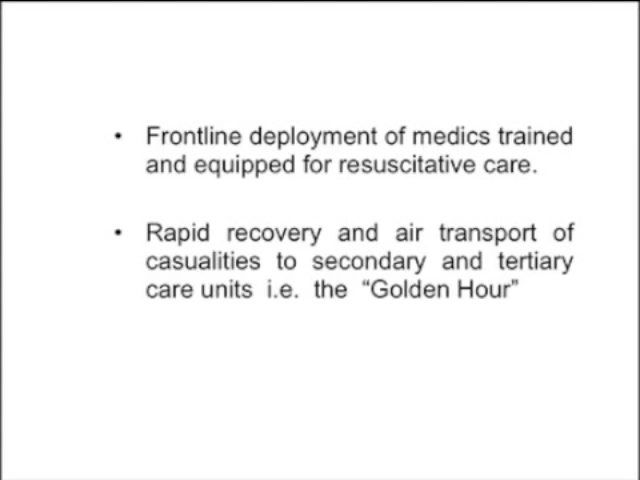 • Frontline deployment of medics trained
and equipped for resuscitative care.
• Rapid recovery and air transport of
casualities to secondary and tertiary
care units i.e. the “Golden Hour”